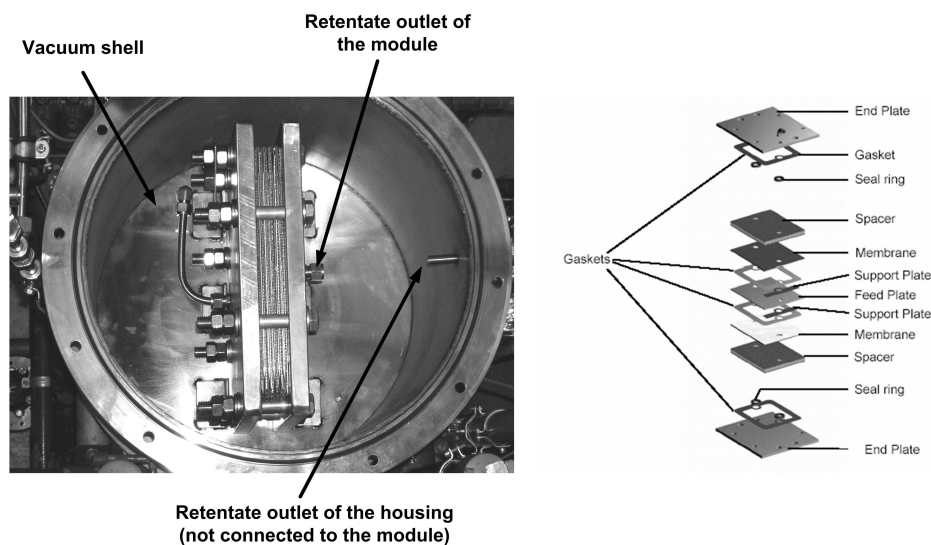 Retentate outlet of
the module
Vacuum shell
Retentate outlet of the housing
(not connected to the module)
End Plate
Gasket
Seal ring
Spacer
Membrane
Gaskets
Support Plate
Feed Plate
Support Plate
Membrane
Spacer
Seal ring
End Plate